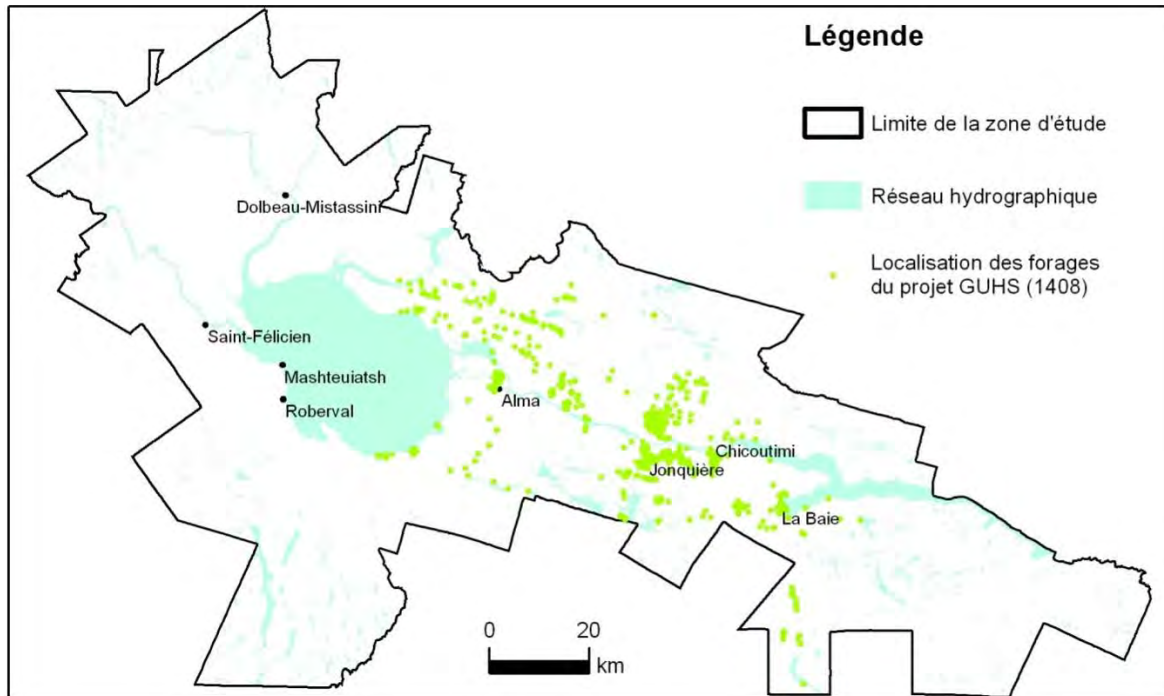 Légende
Limite de la zone d'étude
Réseau hydrographique
Localisation des forages
du projet GUHS (1408)
Dolbeau-Mistassini
Saint-Félicien
Mashteuiatsh
Roberval
Alma
Chicoutimi
Jonquière
La Baie
0 20
km